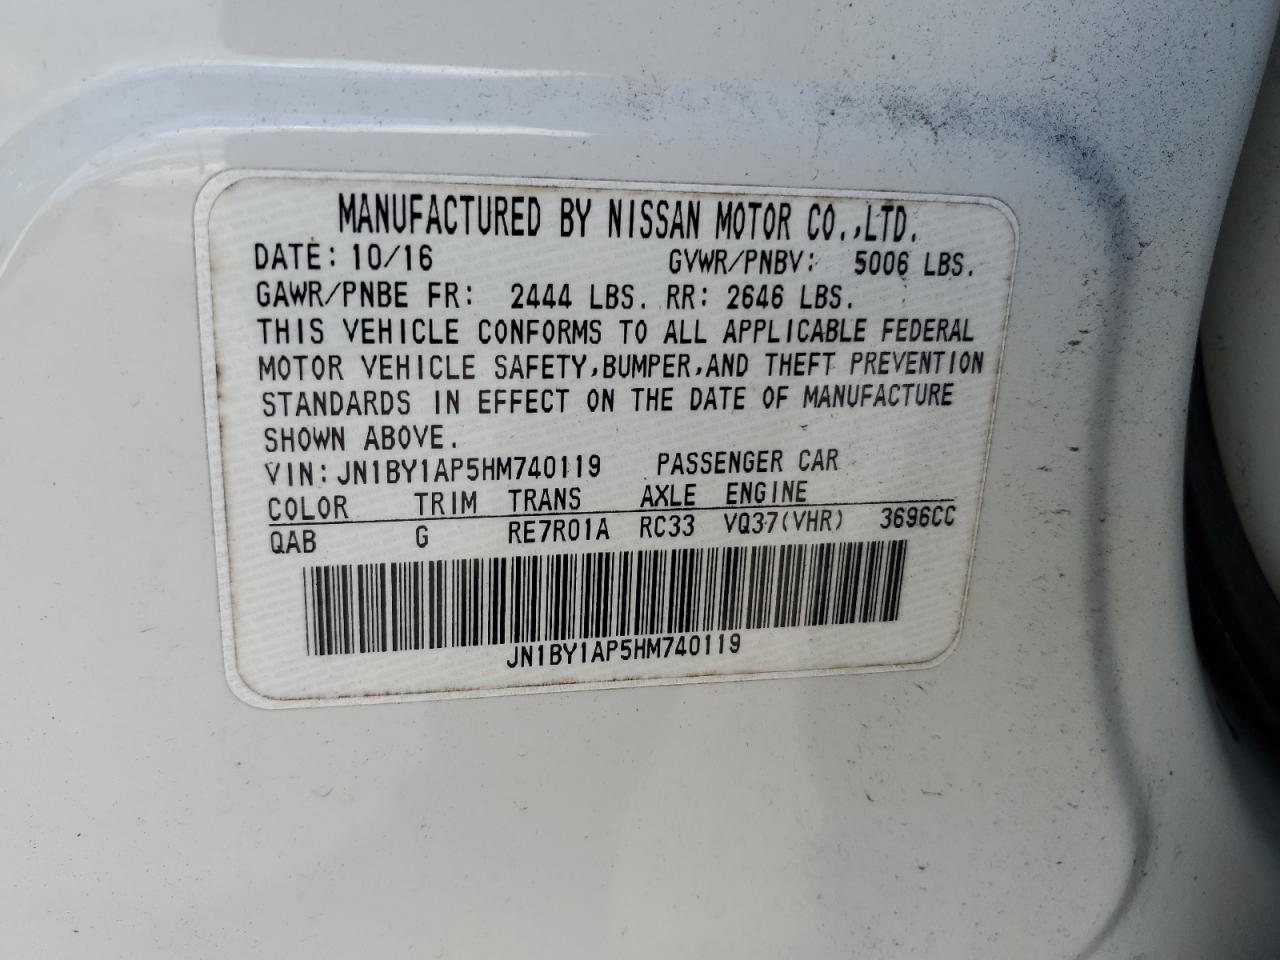 MANUFACTURED BY NISSAN MOTOR CO.,LTD.
DATE: 10/16 GVWR/PNBV: 5006 LBS.
GAWR/PNBE FR: 2444 LBS. RR: 2646 LBS.
THIS VEHICLE CONFORMS TO ALL APPLICABLE FEDERAL
MOTOR VEHICLE SAFETY,BUMPER,AND THEFT PREVENTION
STANDARDS IN EFFECT ON THE DATE OF MANUFACTURE
SHOWN ABOVE.
VIN: JN1BY1AP5HM740119 PASSENGER CAR
COLOR TRIM TRANS AXLE ENGINE
QAB G RE7R01A RC33 VQ37(VHR) 3696CC
JN1BY1AP5HM740119